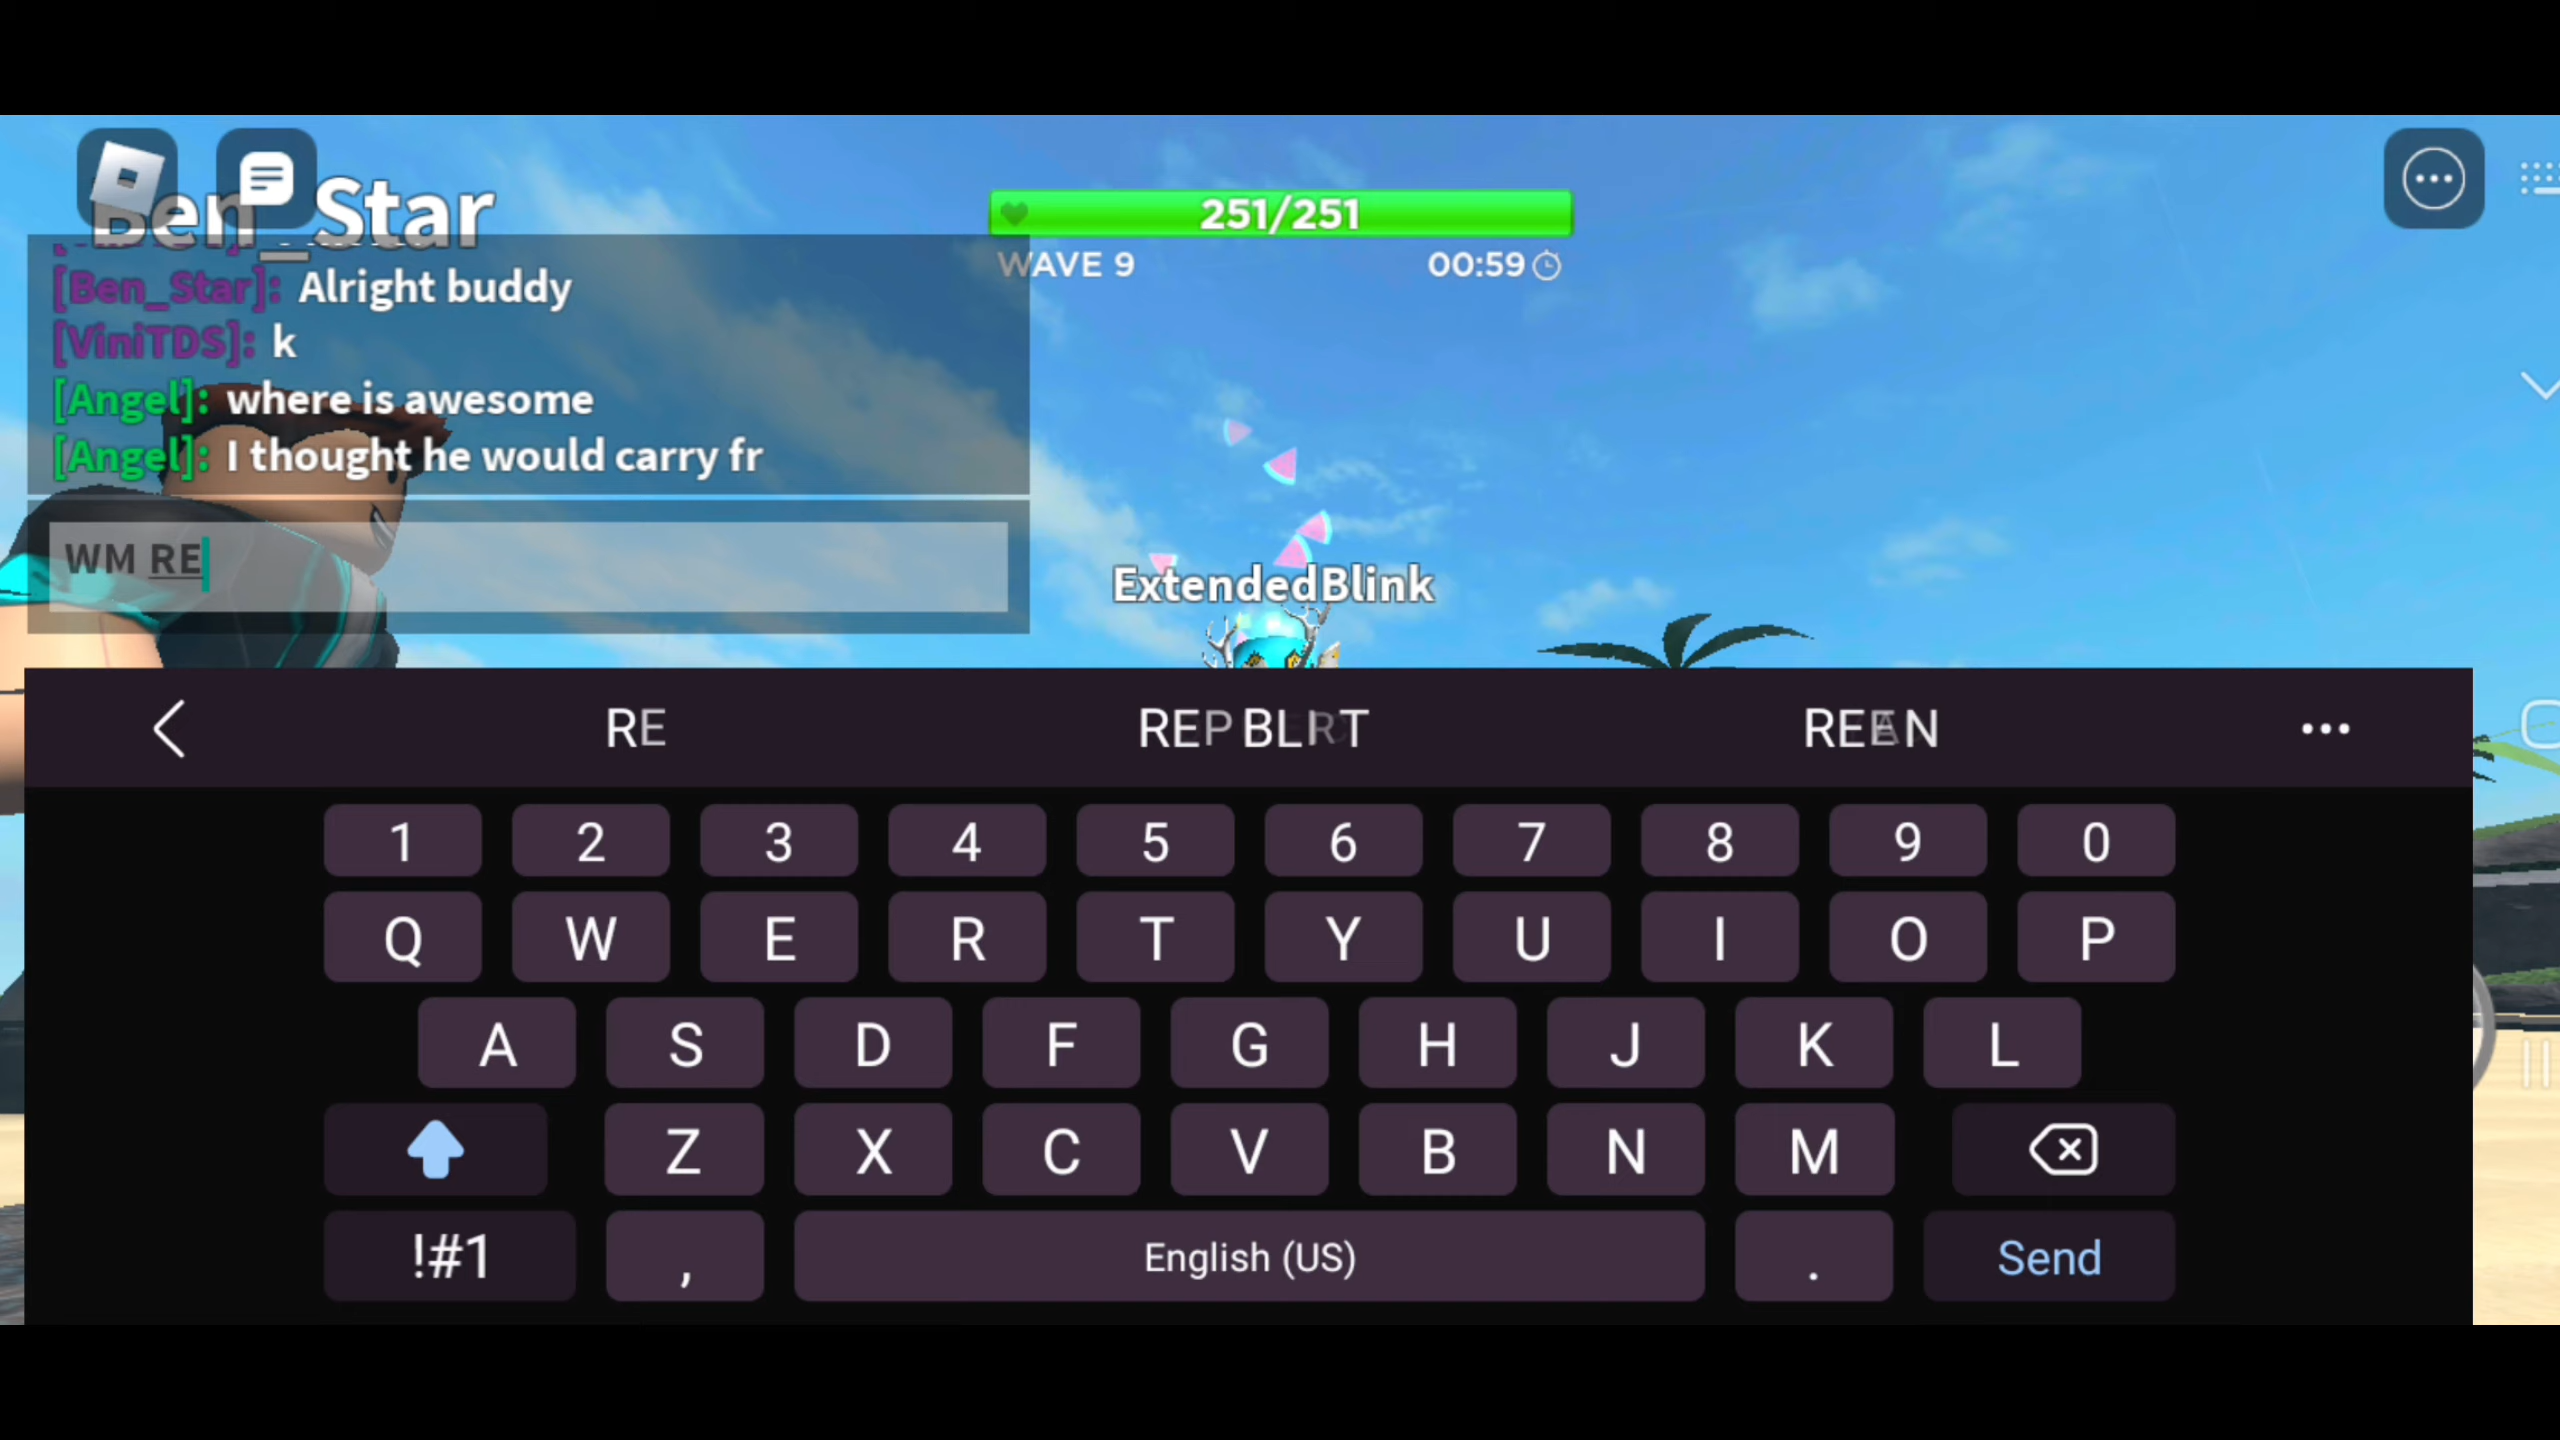 Ben_Star
251/251
WAVE 9
00:59
[Ben_Star]: Alright buddy
[ViniTDS]: k
[Angel]: where is awesome
[Angel]: I thought he would carry fr
WM RE
ExtendedBlink
RE
1 2 3 4 5 6 7 8 9 0
Q W E R T Y U I O P
A S D F G H J K L
Z X C V B N M
!#1 , English (US) . Send